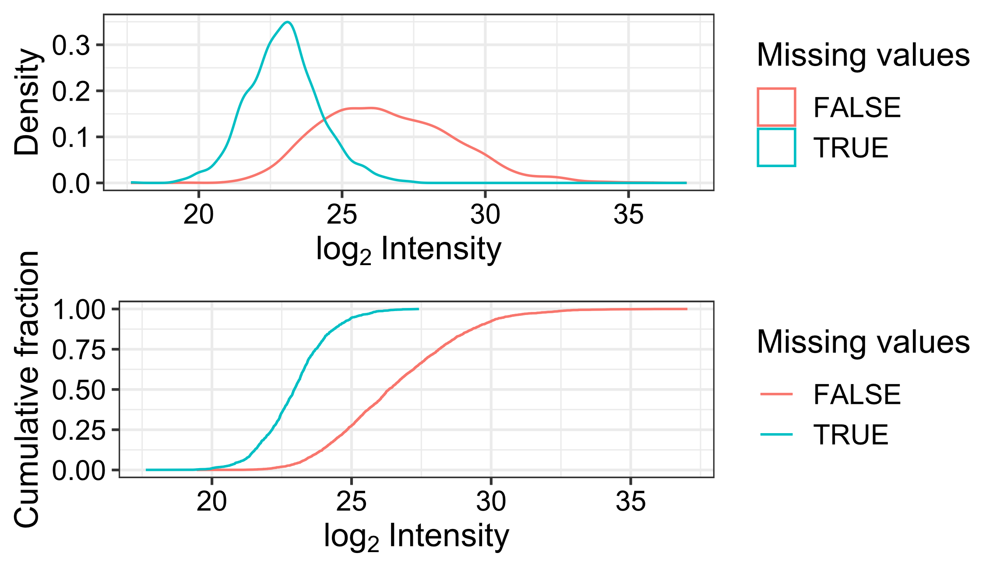 Density
0.3
0.2
0.1
0.0
20 25 30 35
log₂ Intensity
Missing values
FALSE
TRUE
Cumulative fraction
1.00
0.75
0.50
0.25
0.00
20 25 30 35
log₂ Intensity
Missing values
FALSE
TRUE